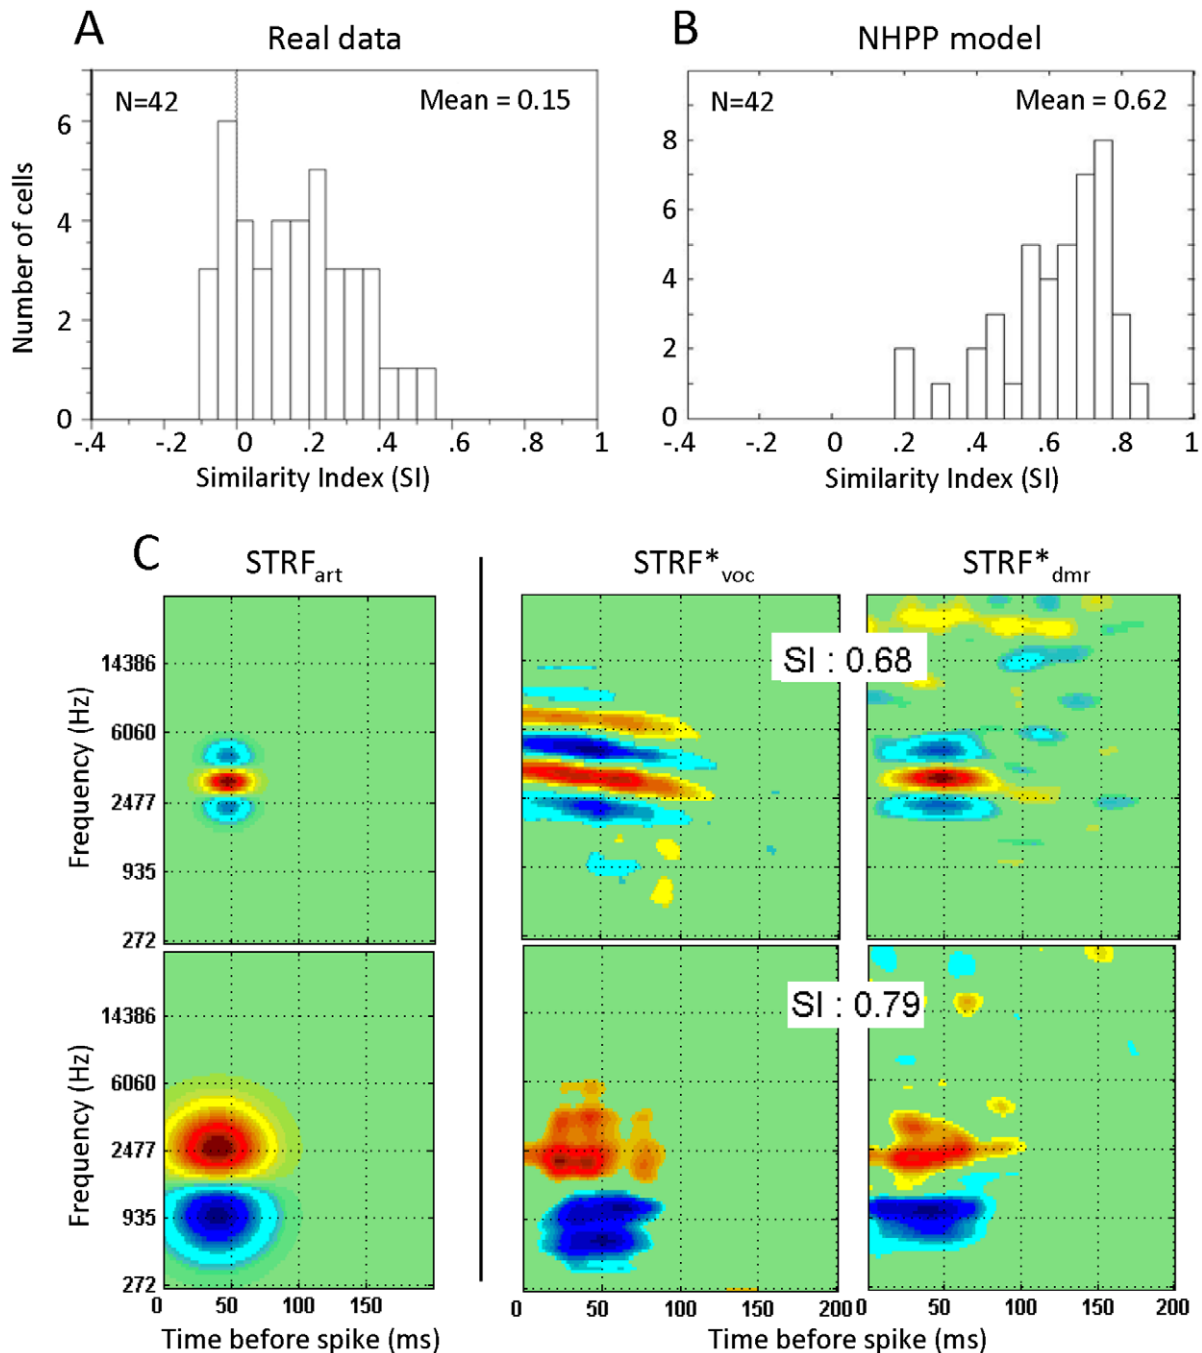 A
Real data
B
NHPP model
N=42
Mean = 0.15
N=42
Mean = 0.62
Number of cells
6
4
2
0
8
6
4
2
0
-.4 -.2 0 .2 .4 .6 .8 1
-.4 -.2 0 .2 .4 .6 .8 1
Similarity Index (SI)
Similarity Index (SI)
C
STRFart
STRF*voc
STRF*dmr
SI : 0.68
Frequency (Hz)
14386
6060
2477
935
272
SI : 0.79
Frequency (Hz)
14386
6060
2477
935
272
0 50 100
0 50 100 150 200
0 50 100 150 200
Time before spike (ms)
Time before spike (ms)